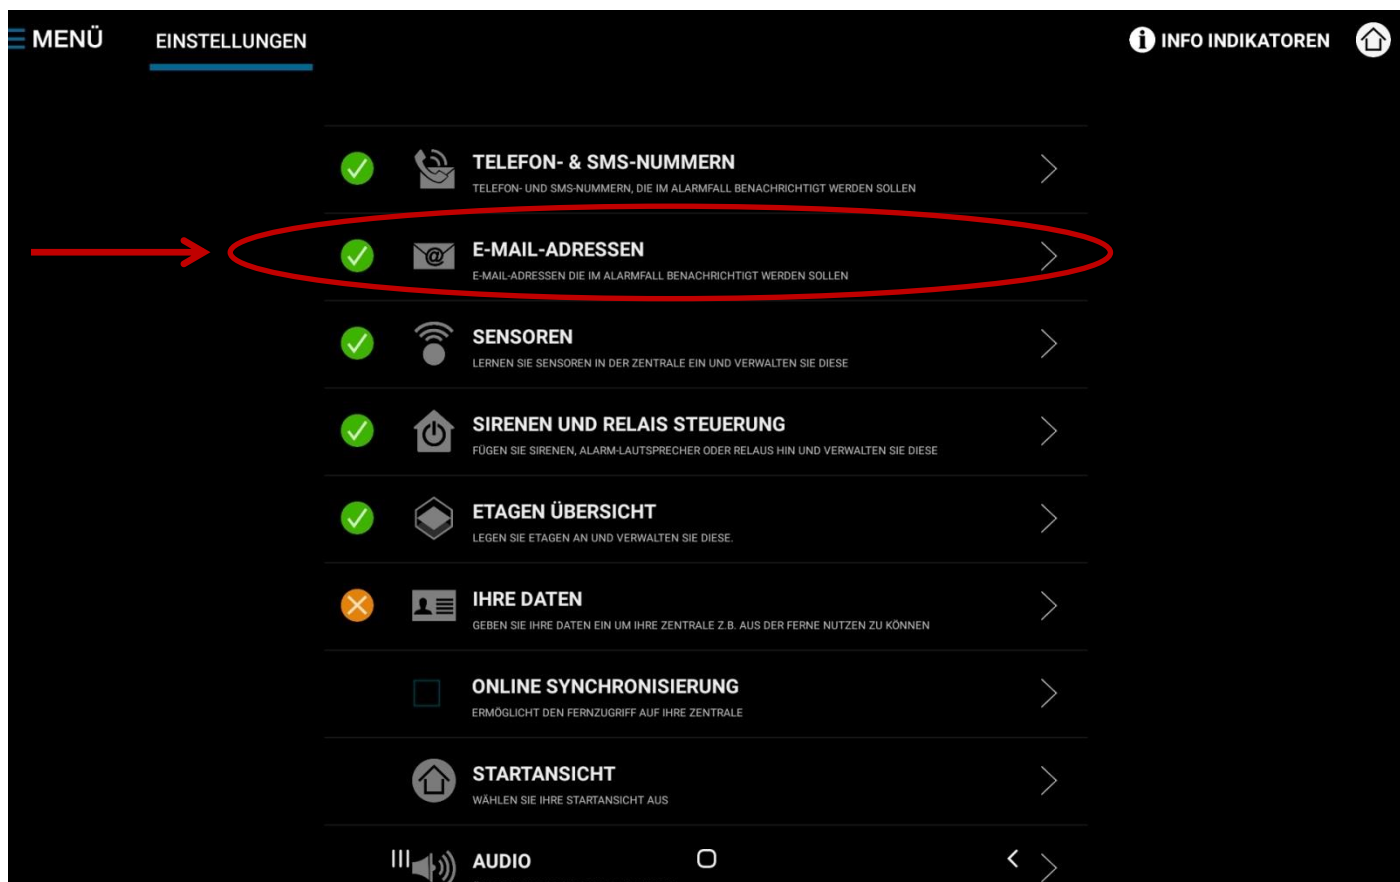 MENÜ
EINSTELLUNGEN
INFO INDIKATOREN
TELEFON- & SMS-NUMMERN
TELEFON- UND SMS-NUMMERN, DIE IM ALARMFALL BENACHRICHTIGT WERDEN SOLLEN
E-MAIL-ADRESSEN
E-MAIL-ADRESSEN DIE IM ALARMFALL BENACHRICHTIGT WERDEN SOLLEN
SENSOREN
LERNEN SIE SENSOREN IN DER ZENTRALE EIN UND VERWALTEN SIE DIESE
SIRENEN UND RELAIS STEUERUNG
FÜGEN SIE SIRENEN, ALARM-LAUTSPRECHER ODER RELAUS HIN UND VERWALTEN SIE DIESE
ETAGEN ÜBERSICHT
LEGEN SIE ETAGEN AN UND VERWALTEN SIE DIESE.
IHRE DATEN
GEBEN SIE IHRE DATEN EIN UM IHRE ZENTRALE Z.B. AUS DER FERNE NUTZEN ZU KÖNNEN
ONLINE SYNCHRONISIERUNG
ERMÖGLICHT DEN FERNZUGRIFF AUF IHRE ZENTRALE
STARTANSICHT
WÄHLEN SIE IHRE STARTANSICHT AUS
AUDIO